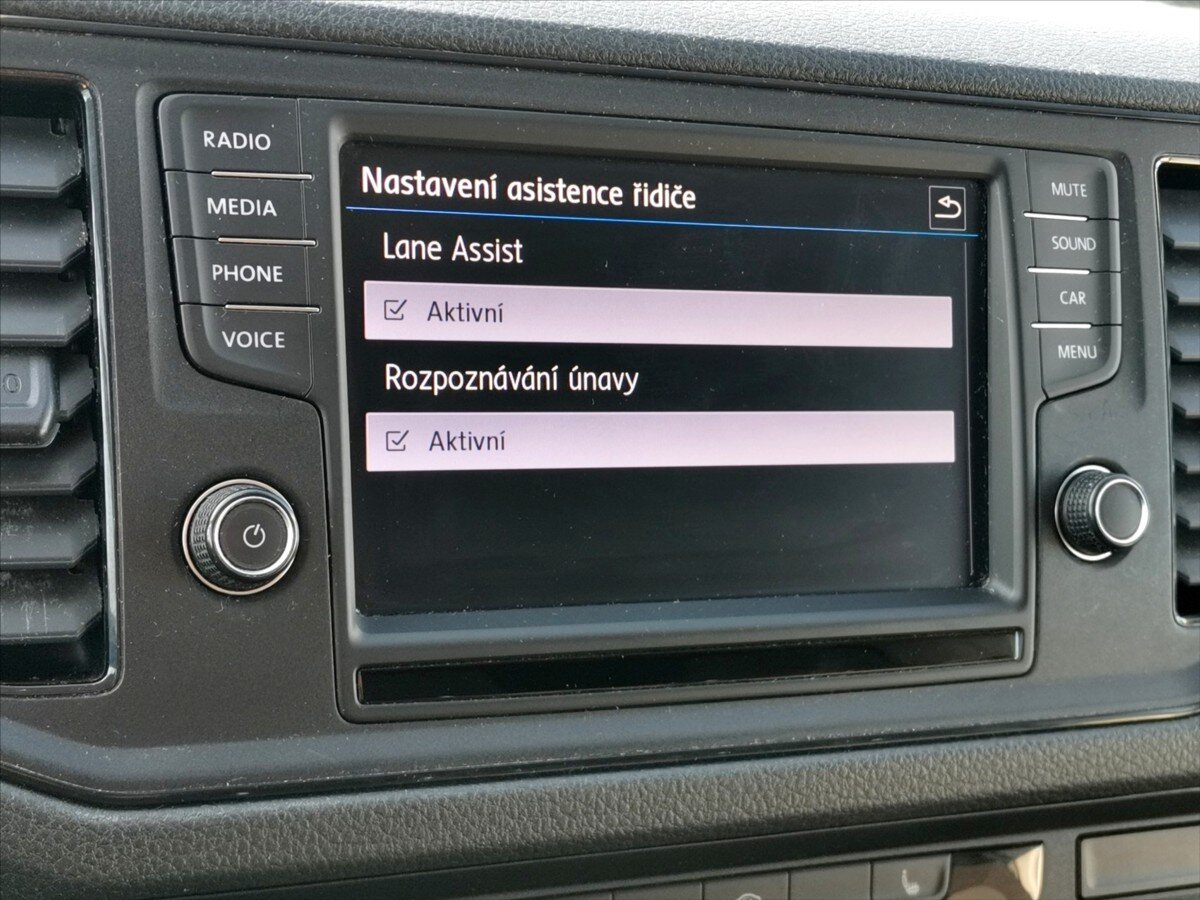 RADIO
MEDIA
PHONE
VOICE
Nastavení asistence řidiče
Lane Assist
Aktivní
Rozpoznávání únavy
Aktivní
MUTE
SOUND
CAR
MENU